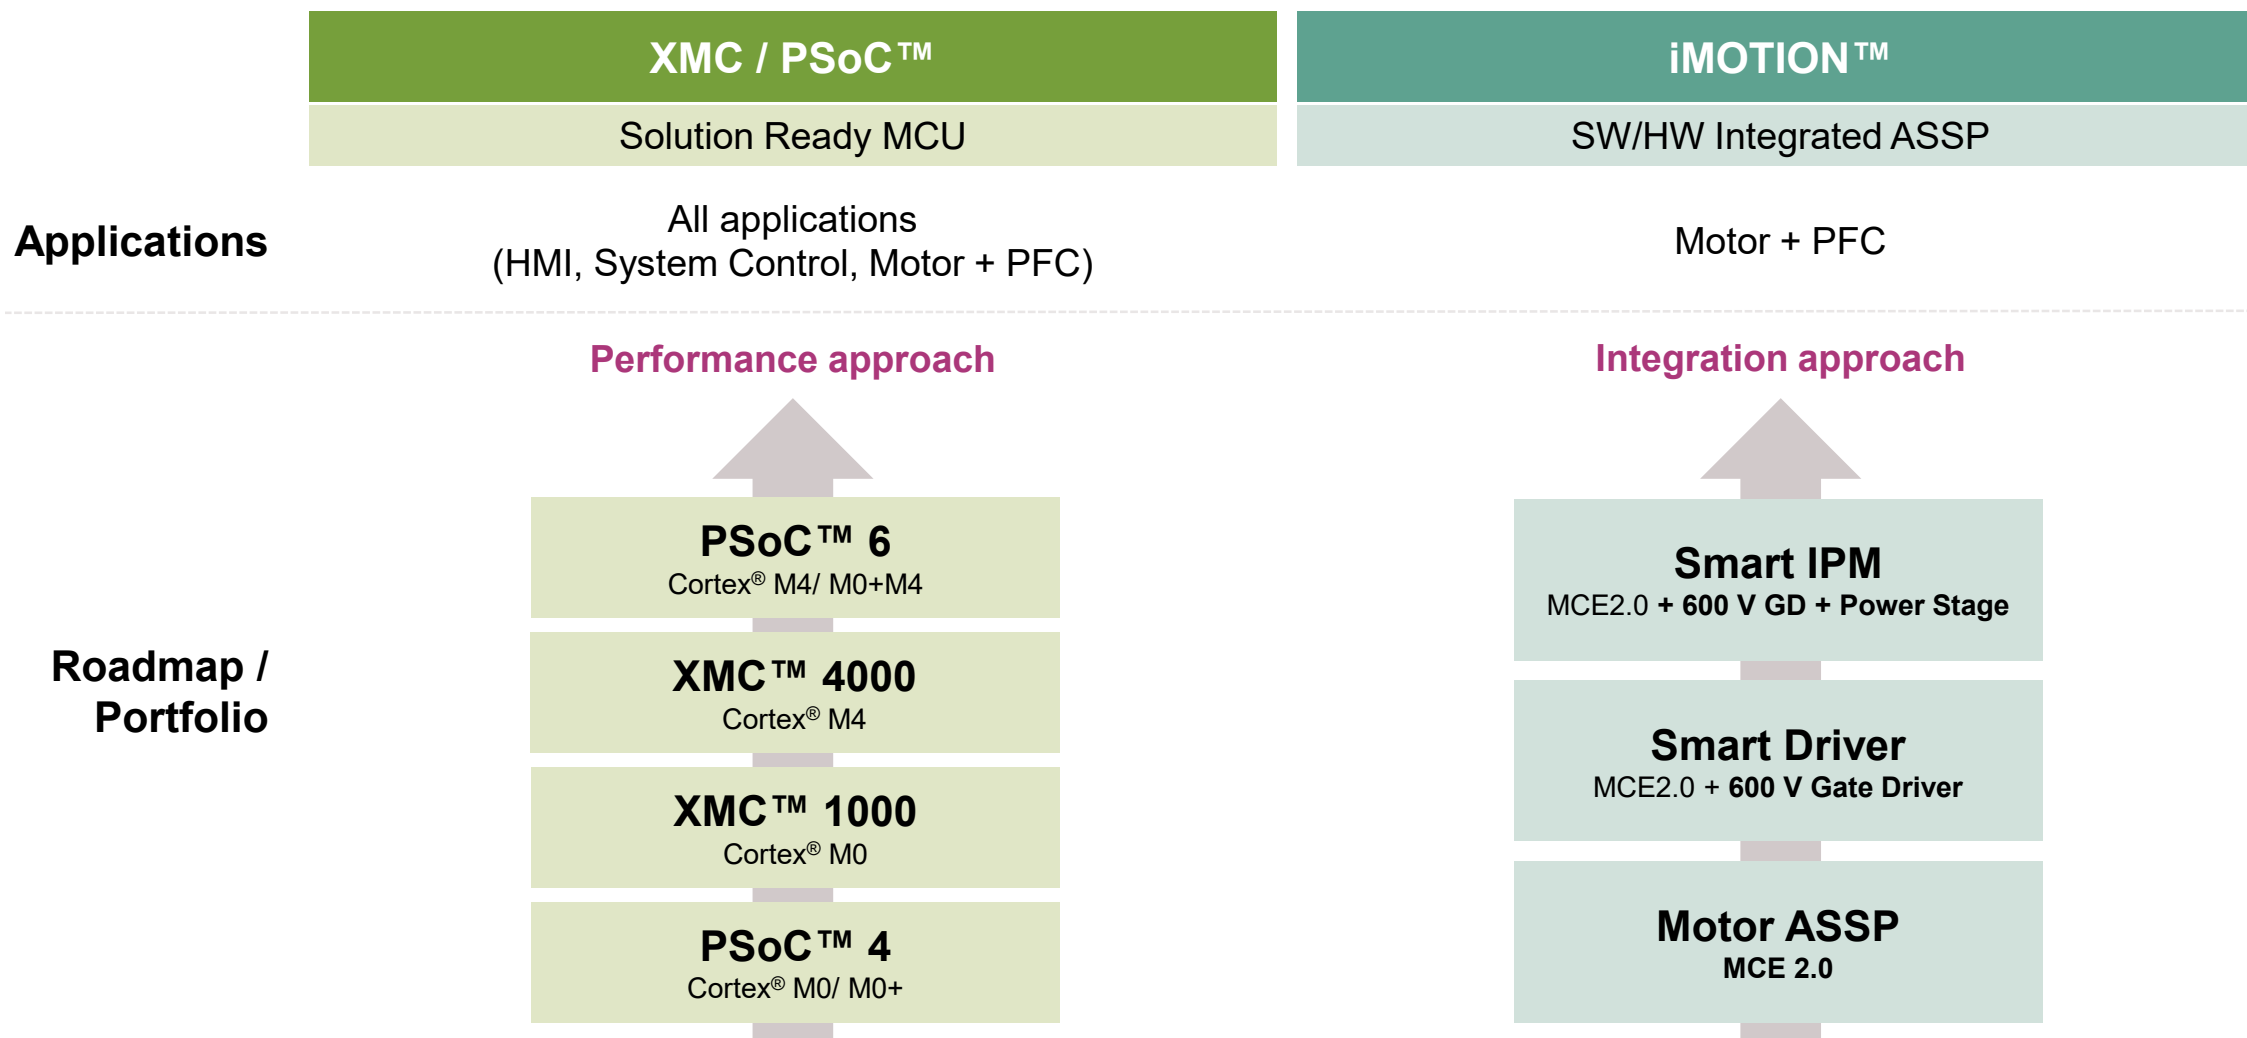 XMC / PSoC™
iMOTION™
Solution Ready MCU
SW/HW Integrated ASSP
Applications
All applications
(HMI, System Control, Motor + PFC)
Motor + PFC
Performance approach
Integration approach
Roadmap /
Portfolio
PSoC™ 6
Cortex® M4/ M0+M4
XMC™ 4000
Cortex® M4
XMC™ 1000
Cortex® M0
PSoC™ 4
Cortex® M0/ M0+
Smart IPM
MCE2.0 + 600 V GD + Power Stage
Smart Driver
MCE2.0 + 600 V Gate Driver
Motor ASSP
MCE 2.0